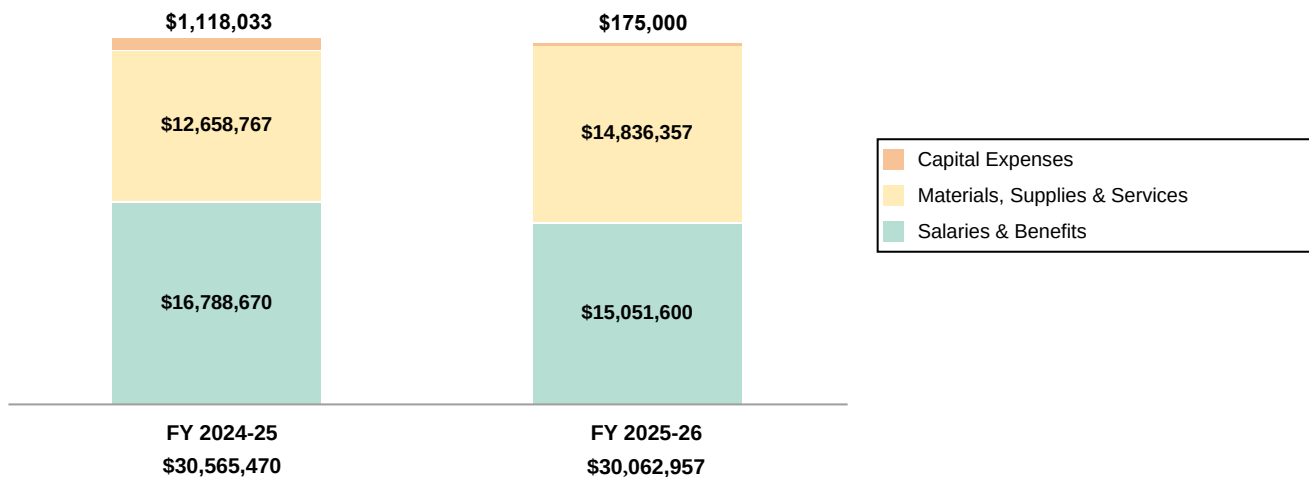 $1,118,033
$175,000
$12,658,767
$14,836,357
Capital Expenses
Materials, Supplies & Services
Salaries & Benefits
$16,788,670
$15,051,600
FY 2024-25
FY 2025-26
$30,565,470
$30,062,957